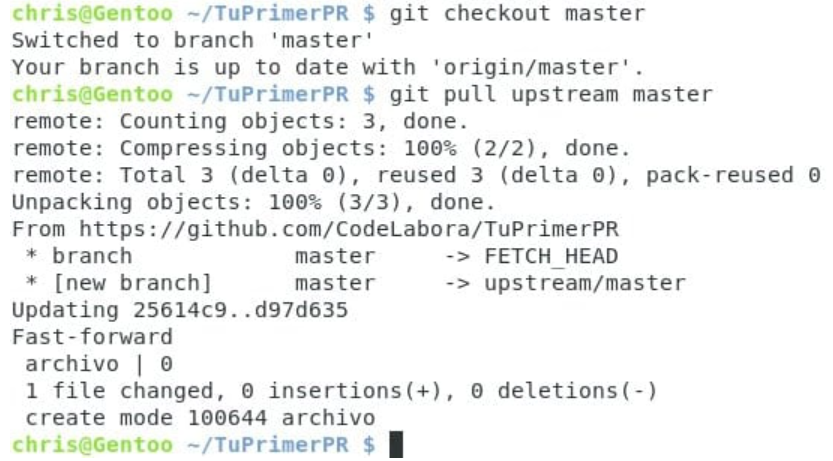 chris@Gentoo ~/TuPrimerPR $ git checkout master
Switched to branch 'master'
Your branch is up to date with 'origin/master'.
chris@Gentoo ~/TuPrimerPR $ git pull upstream master
remote: Counting objects: 3, done.
remote: Compressing objects: 100% (2/2), done.
remote: Total 3 (delta 0), reused 3 (delta 0), pack-reused 0
Unpacking objects: 100% (3/3), done.
From https://github.com/CodeLabora/TuPrimerPR
 * branch            master     -> FETCH_HEAD
 * [new branch]      master     -> upstream/master
Updating 25614c9..d97d635
Fast-forward
 archivo | 0
 1 file changed, 0 insertions(+), 0 deletions(-)
 create mode 100644 archivo
chris@Gentoo ~/TuPrimerPR $